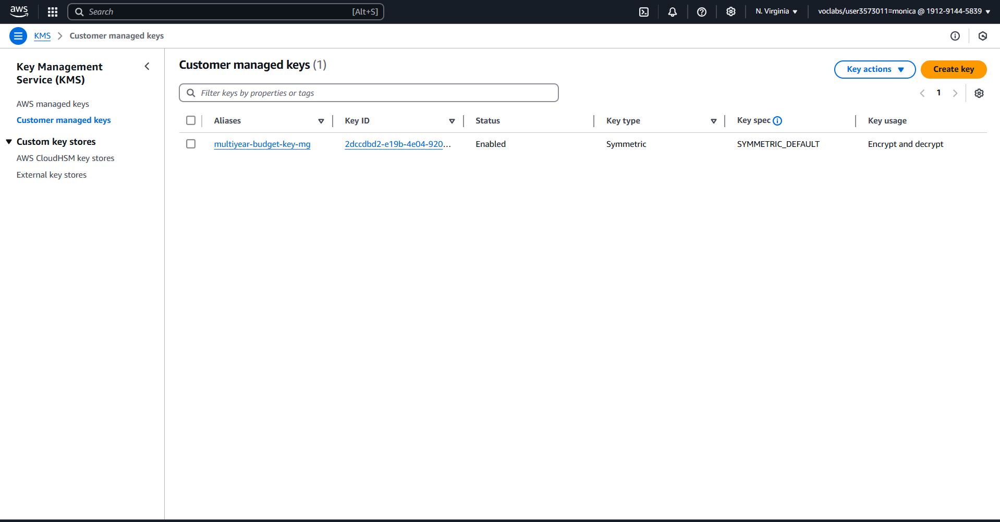 aws
Search [Alt+S]
N. Virginia
voclabs/user3573011=monica @ 1912-9144-5839
KMS
Customer managed keys
Key Management
Service (KMS)
AWS managed keys
Customer managed keys
Custom key stores
AWS CloudHSM key stores
External key stores
Customer managed keys (1)
Key actions
Create key
Filter keys by properties or tags
1
Aliases Key ID Status Key type Key spec Key usage
multiyear-budget-key-mg 2dccdbd2-e19b-4e04-920... Enabled Symmetric SYMMETRIC_DEFAULT Encrypt and decrypt